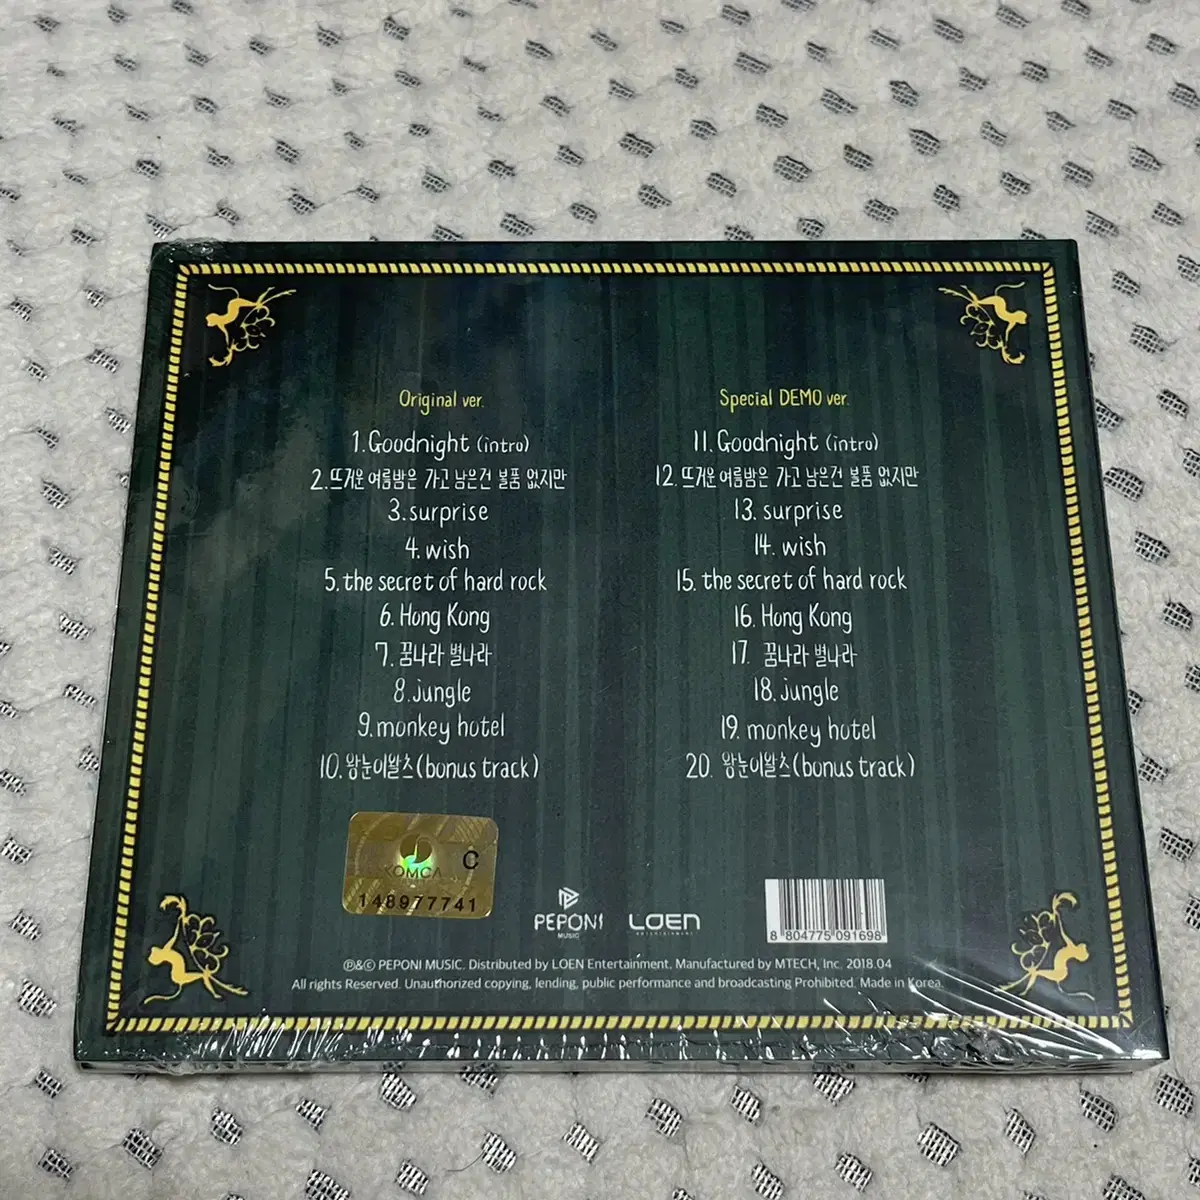 Original ver.
1.Goodnight (intro)
2.뜨거운 여름밤은 가고 남은건 볼품 없지만
3.surprise
4.wish
5.the secret of hard rock
6.Hong Kong
7.꿈나라 별나라
8.jungle
9.monkey hotel
10.왕눈이왈츠(bonus track)
Special DEMO ver.
11.Goodnight (intro)
12.뜨거운 여름밤은 가고 남은건 볼품 없지만
13.surprise
14.wish
15.the secret of hard rock
16.Hong Kong
17.꿈나라 별나라
18.jungle
19.monkey hotel
20.왕눈이왈츠(bonus track)
KOMCA C
148977741
PEPONI
MUSIC
LOEN
ENTERTAINMENT
8 804775 091698
℗&© PEPONI MUSIC. Distributed by LOEN Entertainment. Manufactured by MTECH, Inc. 2018.04
All rights Reserved. Unauthorized copying, lending, public performance and broadcasting Prohibited. Made in Korea.